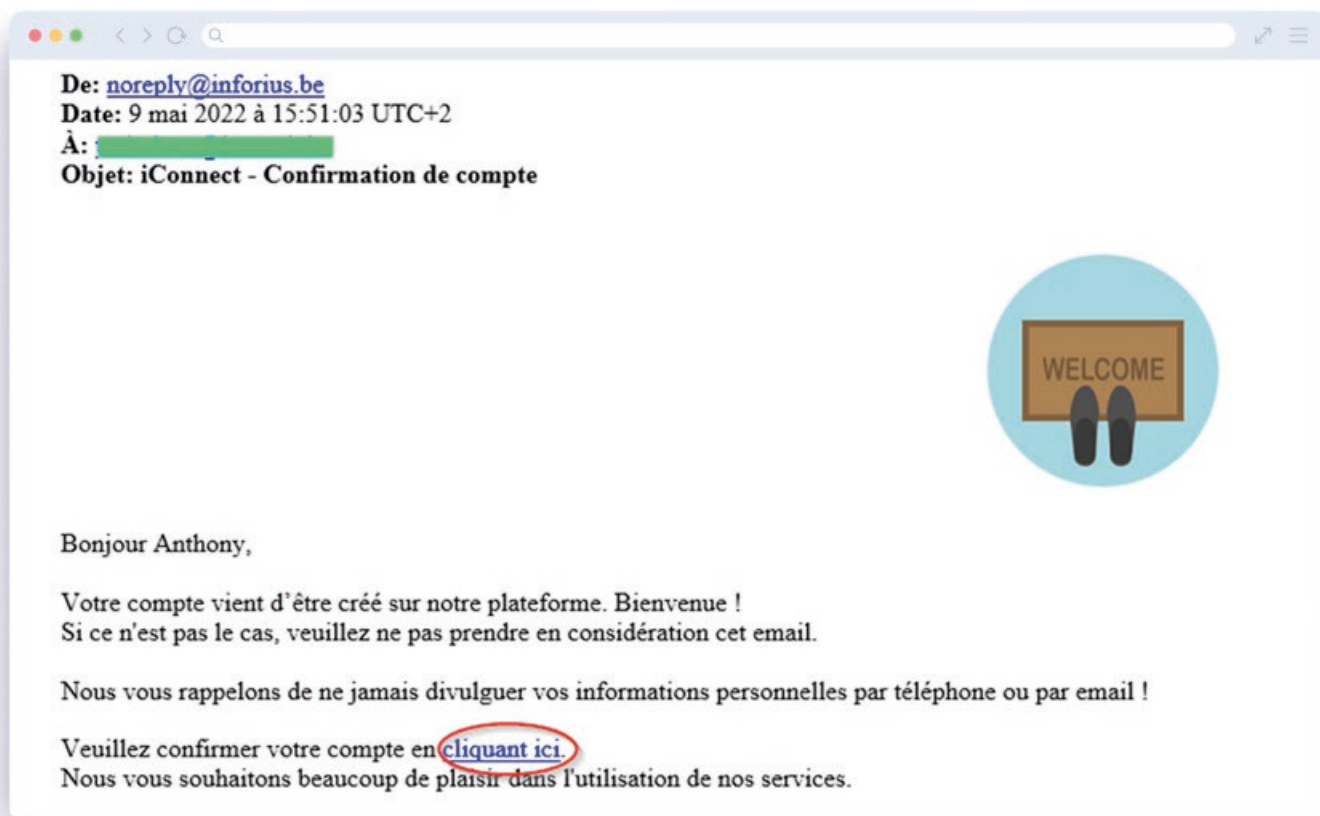 De: noreply@inforius.be
Date: 9 mai 2022 à 15:51:03 UTC+2
À:
Objet: iConnect - Confirmation de compte
WELCOME
Bonjour Anthony,
Votre compte vient d'être créé sur notre plateforme. Bienvenue !
Si ce n'est pas le cas, veuillez ne pas prendre en considération cet email.
Nous vous rappelons de ne jamais divulguer vos informations personnelles par téléphone ou par email !
Veuillez confirmer votre compte en cliquant ici.
Nous vous souhaitons beaucoup de plaisir dans l'utilisation de nos services.